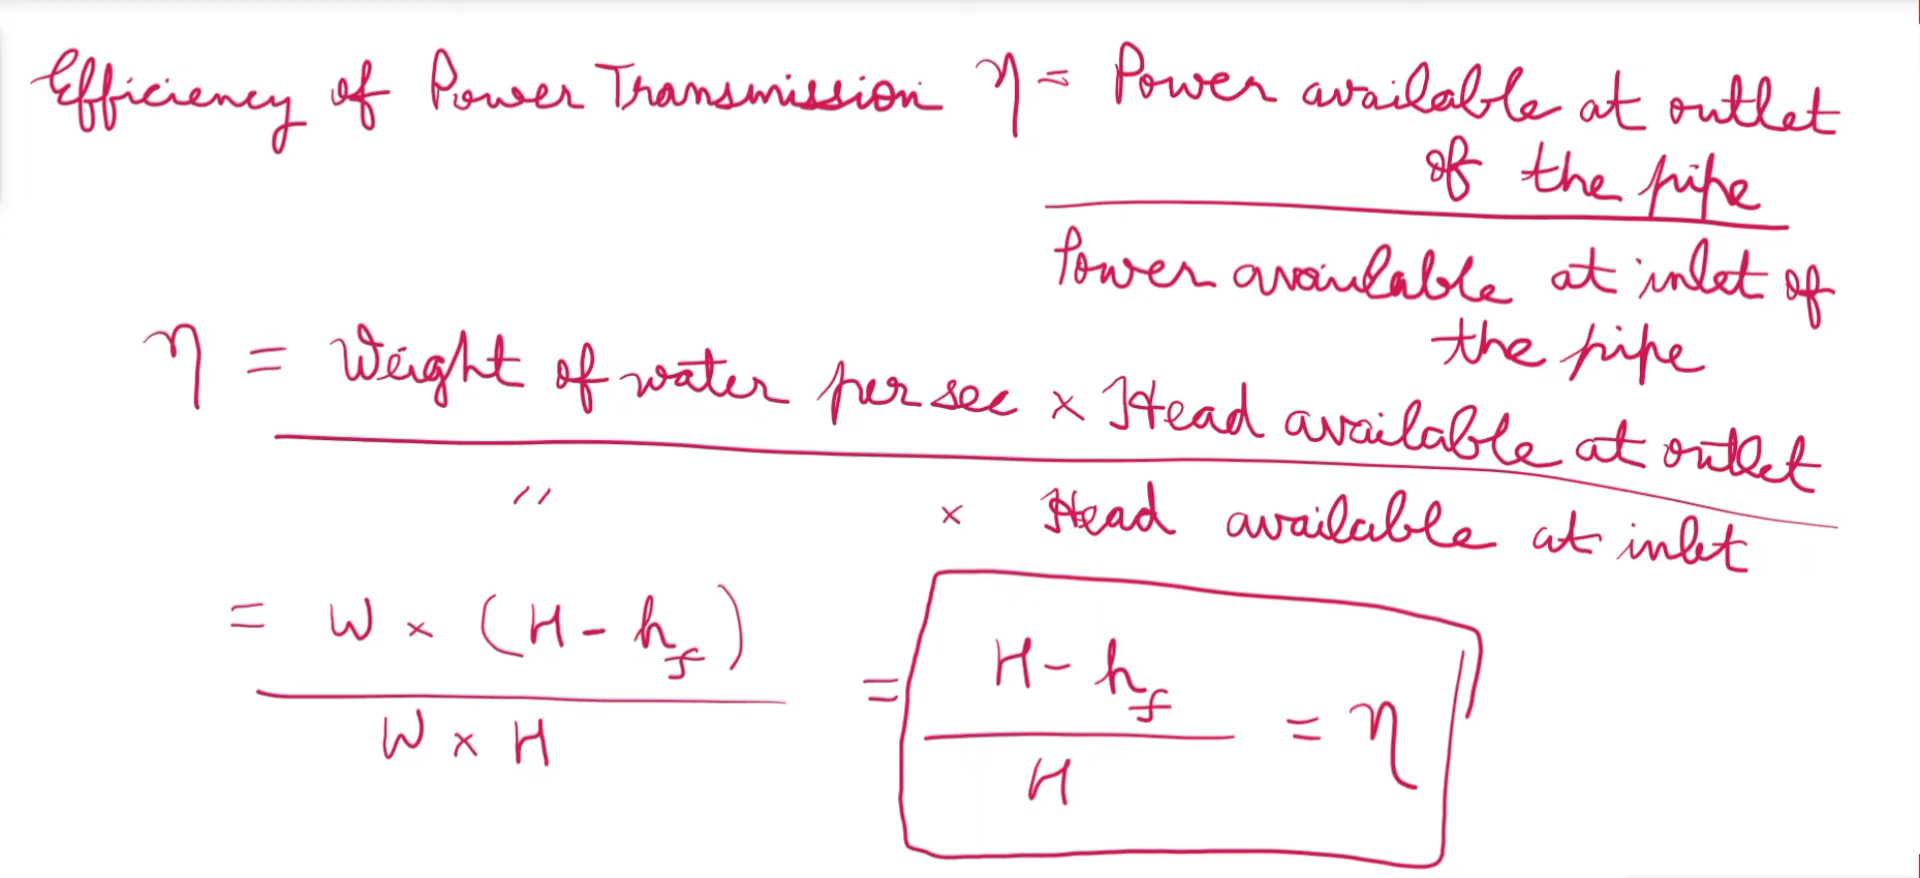 Efficiency of Power Transmission η = Power available at outlet
of the pipe
Power available at inlet of
the pipe
η = Weight of water per sec × Head available at outlet
〃 × Head available at inlet
= W × (H - h_f)
W × H
= H - h_f
H
= η